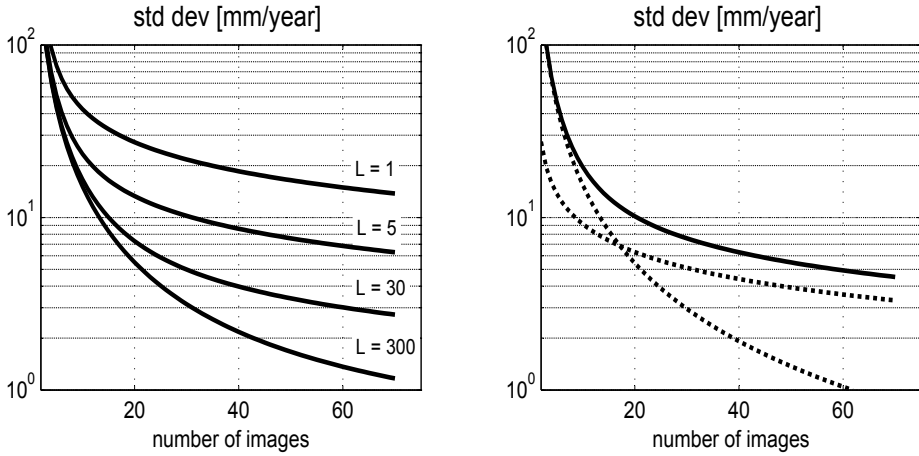 std dev [mm/year]
10^2
10^1
10^0
L = 1
L = 5
L = 30
L = 300
20 40 60
number of images
std dev [mm/year]
10^2
10^1
10^0
20 40 60
number of images